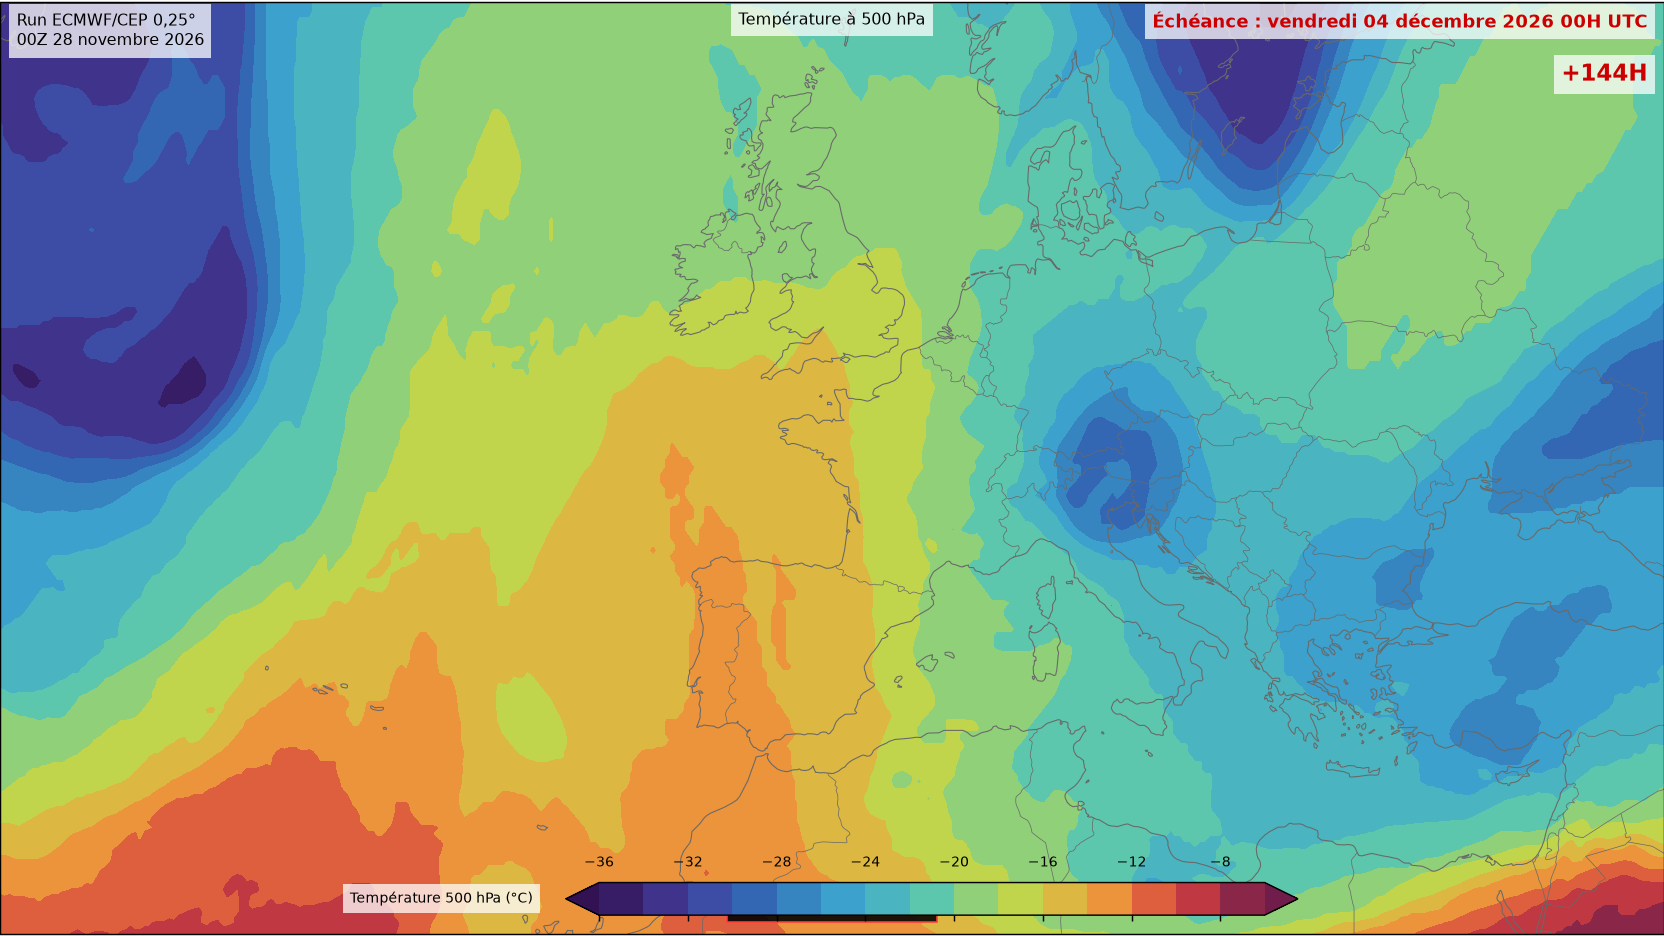 Run ECMWF/CEP 0,25°
00Z 28 novembre 2026
Température à 500 hPa
Échéance : vendredi 04 décembre 2026 00H UTC
+144H
−36 −32 −28 −24 −20 −16 −12 −8
Température 500 hPa (°C)